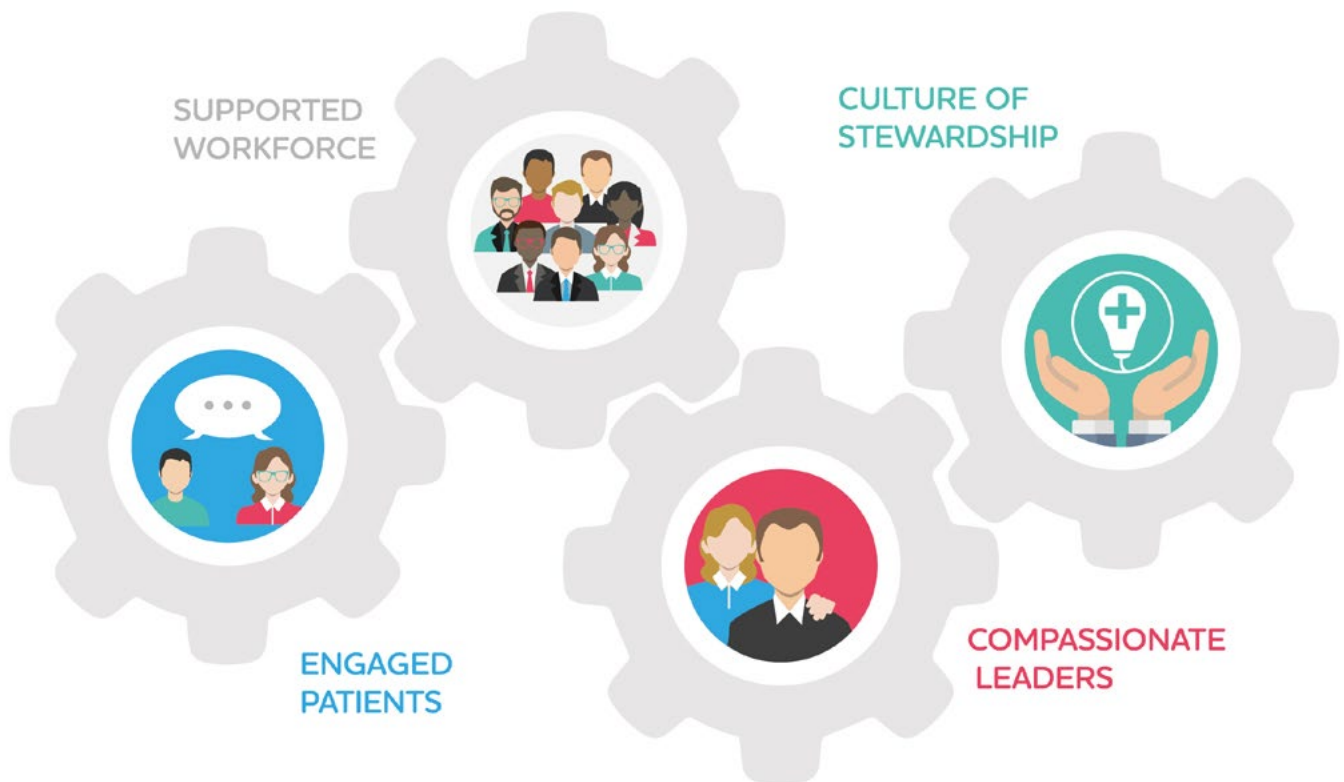 SUPPORTED
WORKFORCE
CULTURE OF
STEWARDSHIP
ENGAGED
PATIENTS
COMPASSIONATE
LEADERS